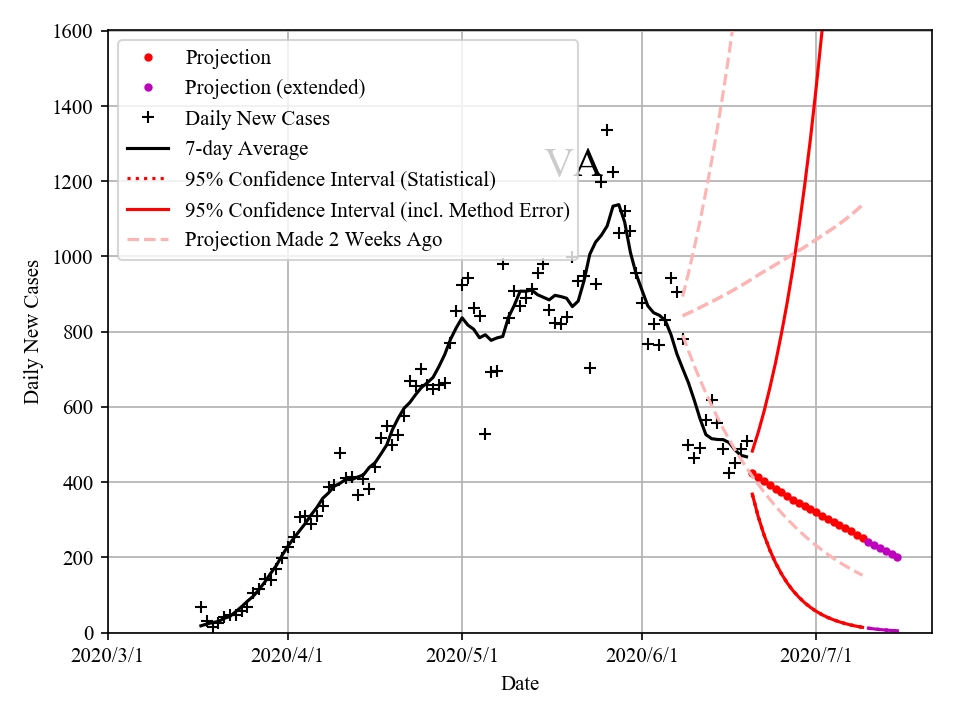 1600
1400
1200
1000
800
600
400
200
0
Daily New Cases
Projection
Projection (extended)
Daily New Cases
7-day Average
95% Confidence Interval (Statistical)
95% Confidence Interval (incl. Method Error)
Projection Made 2 Weeks Ago
VA
2020/3/1
2020/4/1
2020/5/1
2020/6/1
2020/7/1
Date